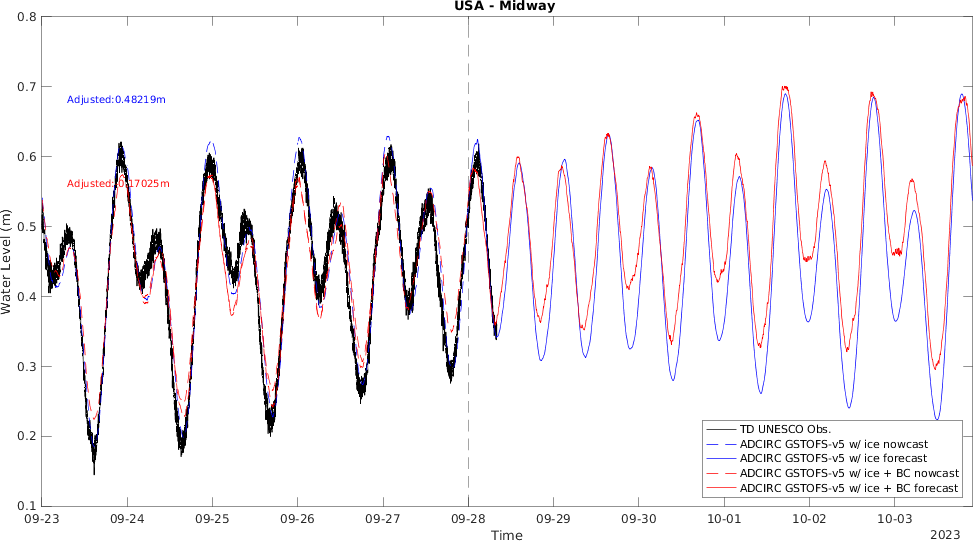 USA - Midway
0.8
0.7
0.6
0.5
0.4
0.3
0.2
0.1
Water Level (m)
Adjusted:0.48219m
Adjusted:0.17025m
TD UNESCO Obs.
ADCIRC GSTOFS-v5 w/ ice nowcast
ADCIRC GSTOFS-v5 w/ ice forecast
ADCIRC GSTOFS-v5 w/ ice + BC nowcast
ADCIRC GSTOFS-v5 w/ ice + BC forecast
09-23 09-24 09-25 09-26 09-27 09-28 09-29 09-30 10-01 10-02 10-03
Time
2023